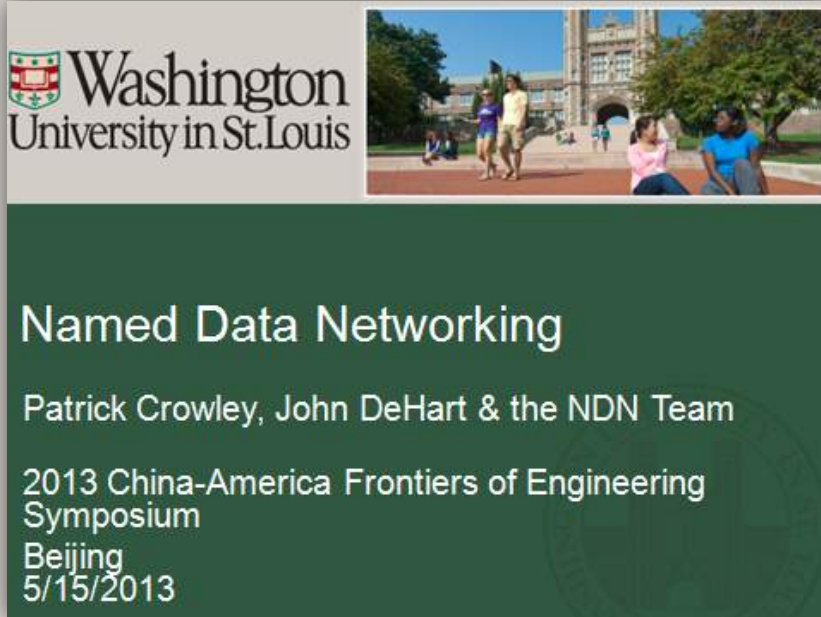 Washington
University in St.Louis
Named Data Networking
Patrick Crowley, John DeHart & the NDN Team
2013 China-America Frontiers of Engineering
Symposium
Beijing
5/15/2013